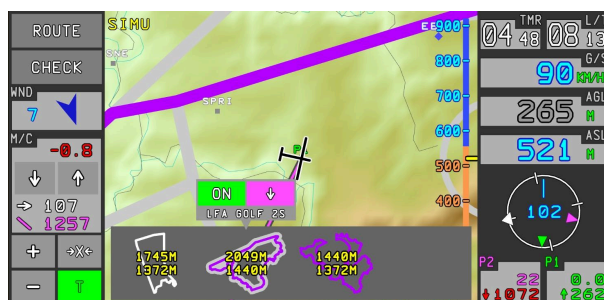 ROUTE
CHECK
WND
7
M/C
-0.8
107
1257
+
→X←
−
T
SIMU
SNE
SPRI
P
900
800
700
600
500
400
ON
LFA GOLF 2S
1745M
1372M
2049M
1440M
1440M
1372M
TMR
04 48
L/
08 13
G/S
90 KM/H
AGL
265 M
ASL
521 M
102
P2
22
1072
P1
0.0
262